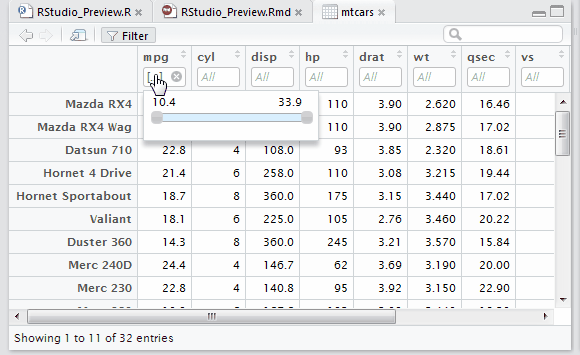 RStudio_Preview.R RStudio_Preview.Rmd mtcars
Filter
mpg cyl disp hp drat wt qsec vs
All All All All All All All
10.4 33.9
Mazda RX4 110 3.90 2.620 16.46
Mazda RX4 Wag 110 3.90 2.875 17.02
Datsun 710 22.8 4 108.0 93 3.85 2.320 18.61
Hornet 4 Drive 21.4 6 258.0 110 3.08 3.215 19.44
Hornet Sportabout 18.7 8 360.0 175 3.15 3.440 17.02
Valiant 18.1 6 225.0 105 2.76 3.460 20.22
Duster 360 14.3 8 360.0 245 3.21 3.570 15.84
Merc 240D 24.4 4 146.7 62 3.69 3.190 20.00
Merc 230 22.8 4 140.8 95 3.92 3.150 22.90
Showing 1 to 11 of 32 entries